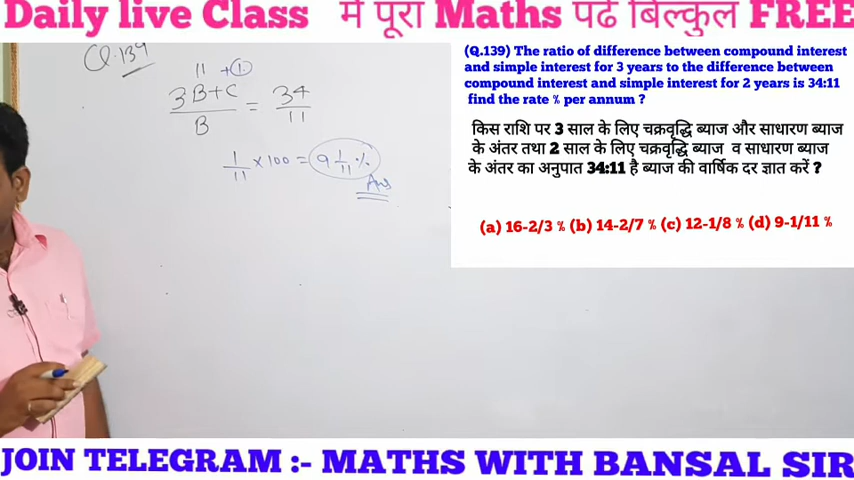 Daily live Class में पूरा Maths पढें बिल्कुल FREE
Q.139
11 + 1
3B+C / B = 34 / 11
1/11 × 100 = 9 1/11 %
Ans
(Q.139) The ratio of difference between compound interest
and simple interest for 3 years to the difference between
compound interest and simple interest for 2 years is 34:11
find the rate % per annum ?
किस राशि पर 3 साल के लिए चक्रवृद्धि ब्याज और साधारण ब्याज
के अंतर तथा 2 साल के लिए चक्रवृद्धि ब्याज व साधारण ब्याज
के अंतर का अनुपात 34:11 है ब्याज की वार्षिक दर ज्ञात करें ?
(a) 16-2/3 % (b) 14-2/7 % (c) 12-1/8 % (d) 9-1/11 %
JOIN TELEGRAM :- MATHS WITH BANSAL SIR